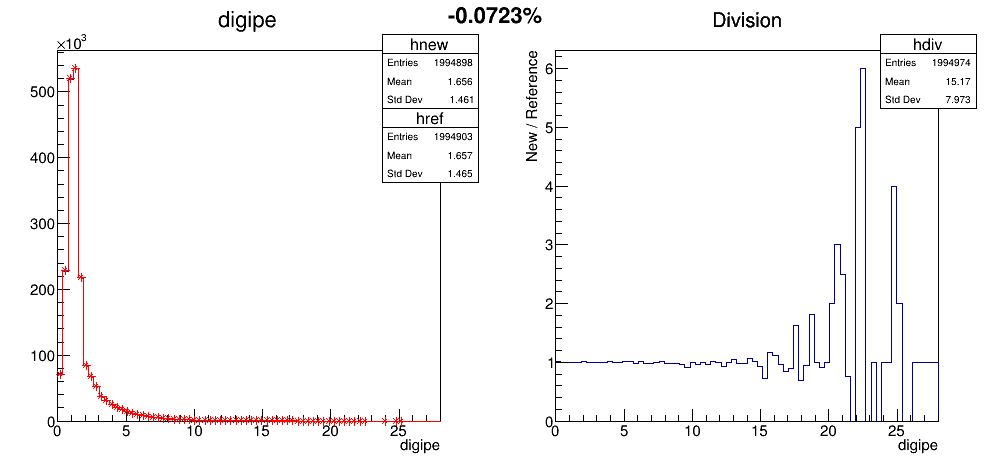 -0.0723%
digipe
×10³
500
400
300
200
100
0
0 5 10 15 20 25
digipe
hnew
Entries 1994898
Mean 1.656
Std Dev 1.461
href
Entries 1994903
Mean 1.657
Std Dev 1.465
Division
New / Reference
6
5
4
3
2
1
0
0 5 10 15 20 25
digipe
hdiv
Entries 1994974
Mean 15.17
Std Dev 7.973